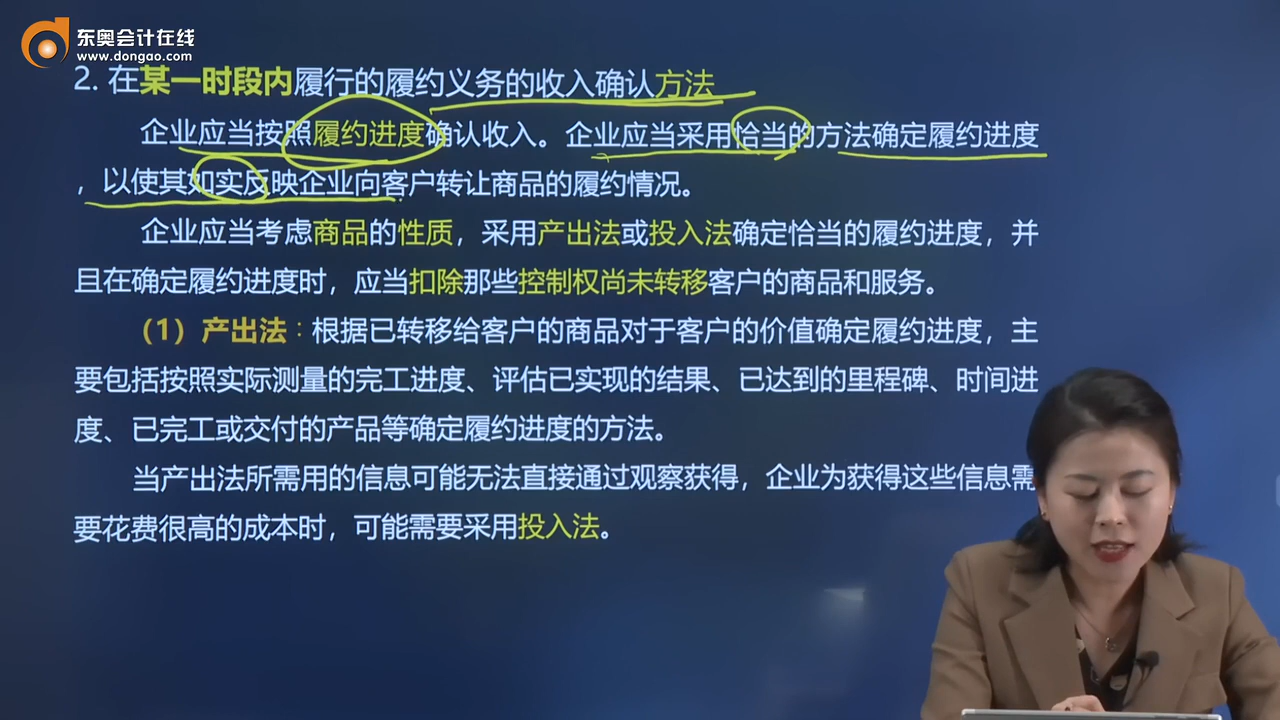 东奥会计在线
www.dongao.com
2. 在某一时段内履行的履约义务的收入确认方法
企业应当按照履约进度确认收入。企业应当采用恰当的方法确定履约进度
，以使其如实反映企业向客户转让商品的履约情况。
企业应当考虑商品的性质，采用产出法或投入法确定恰当的履约进度，并
且在确定履约进度时，应当扣除那些控制权尚未转移客户的商品和服务。
（1）产出法：根据已转移给客户的商品对于客户的价值确定履约进度，主
要包括按照实际测量的完工进度、评估已实现的结果、已达到的里程碑、时间进
度、已完工或交付的产品等确定履约进度的方法。
当产出法所需用的信息可能无法直接通过观察获得，企业为获得这些信息需
要花费很高的成本时，可能需要采用投入法。